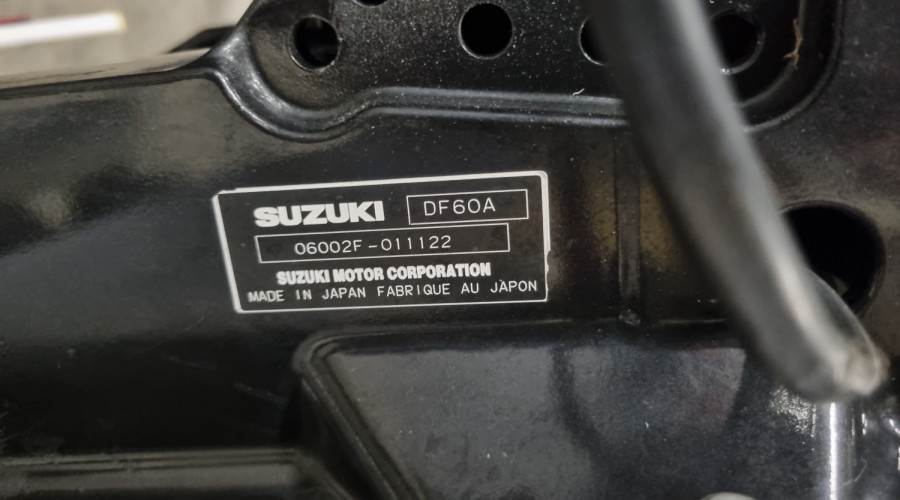 SUZUKI DF60A
06002F-011122
SUZUKI MOTOR CORPORATION
MADE IN JAPAN FABRIQUE AU JAPON